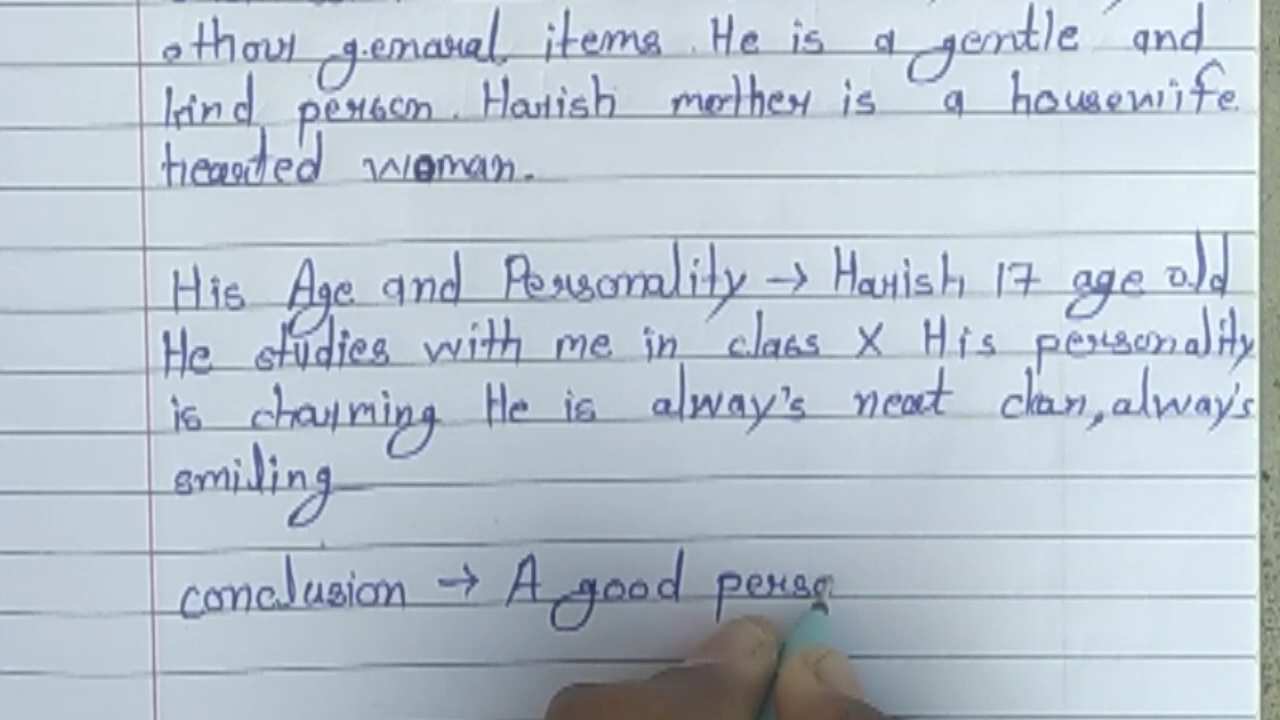 othour genaral items. He is a gentle and
kind person. Harish mother is a housewife
hearted woman.
His Age and Personality → Harish 17 age old
He studies with me in class X His personality
is charming He is alway's neat clan, alway's
smiling
conclusion → A good perso